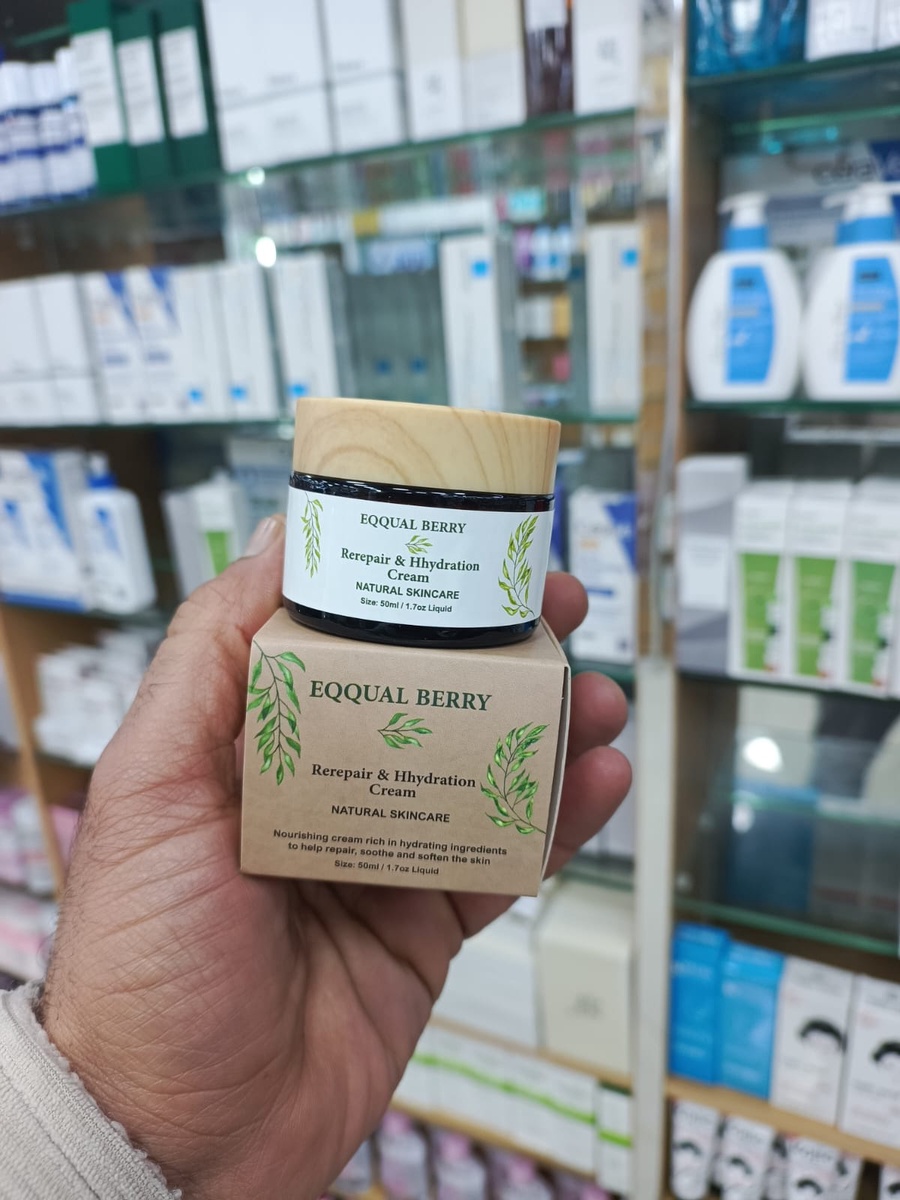 EQQUAL BERRY
Rerepair & Hhydration
Cream
NATURAL SKINCARE
Size: 50ml / 1.7oz Liquid
EQQUAL BERRY
Rerepair & Hhydration
Cream
NATURAL SKINCARE
Nourishing cream rich in hydrating ingredients
to help repair, soothe and soften the skin
Size: 50ml / 1.7oz Liquid